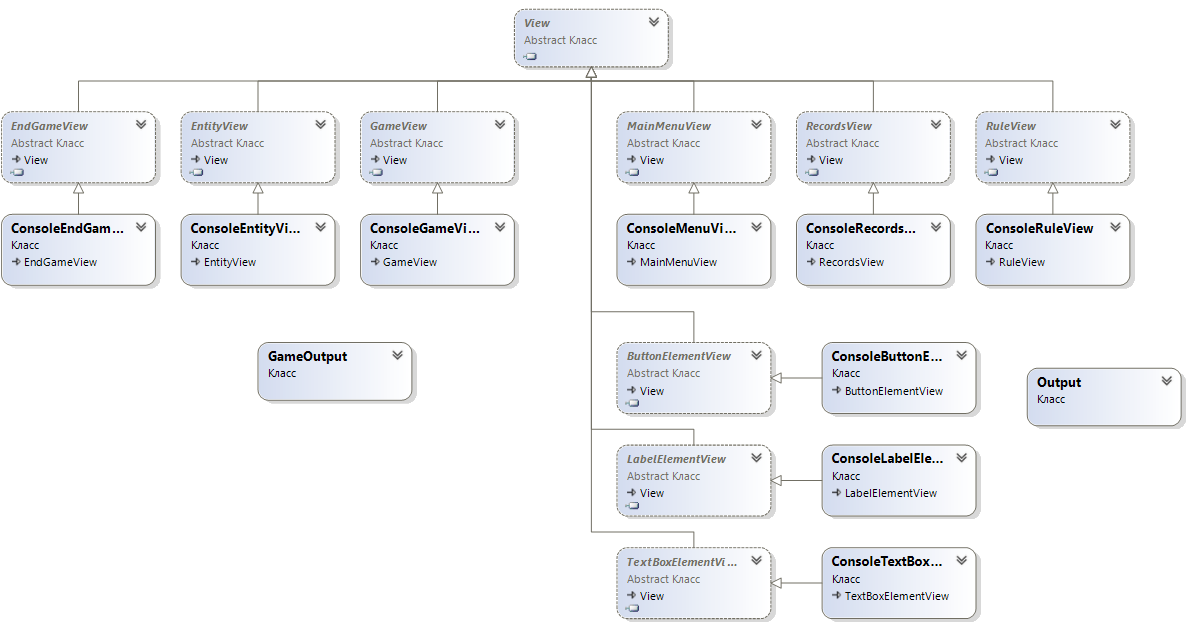 View
Abstract Класс
EndGameView
Abstract Класс
View
EntityView
Abstract Класс
View
GameView
Abstract Класс
View
MainMenuView
Abstract Класс
View
RecordsView
Abstract Класс
View
RuleView
Abstract Класс
View
ConsoleEndGam...
Класс
EndGameView
ConsoleEntityVi...
Класс
EntityView
ConsoleGameVi...
Класс
GameView
ConsoleMenuVi...
Класс
MainMenuView
ConsoleRecords...
Класс
RecordsView
ConsoleRuleView
Класс
RuleView
GameOutput
Класс
ButtonElementView
Abstract Класс
View
ConsoleButtonE...
Класс
ButtonElementView
Output
Класс
LabelElementView
Abstract Класс
View
ConsoleLabelEle...
Класс
LabelElementView
TextBoxElementVi...
Abstract Класс
View
ConsoleTextBox...
Класс
TextBoxElementView